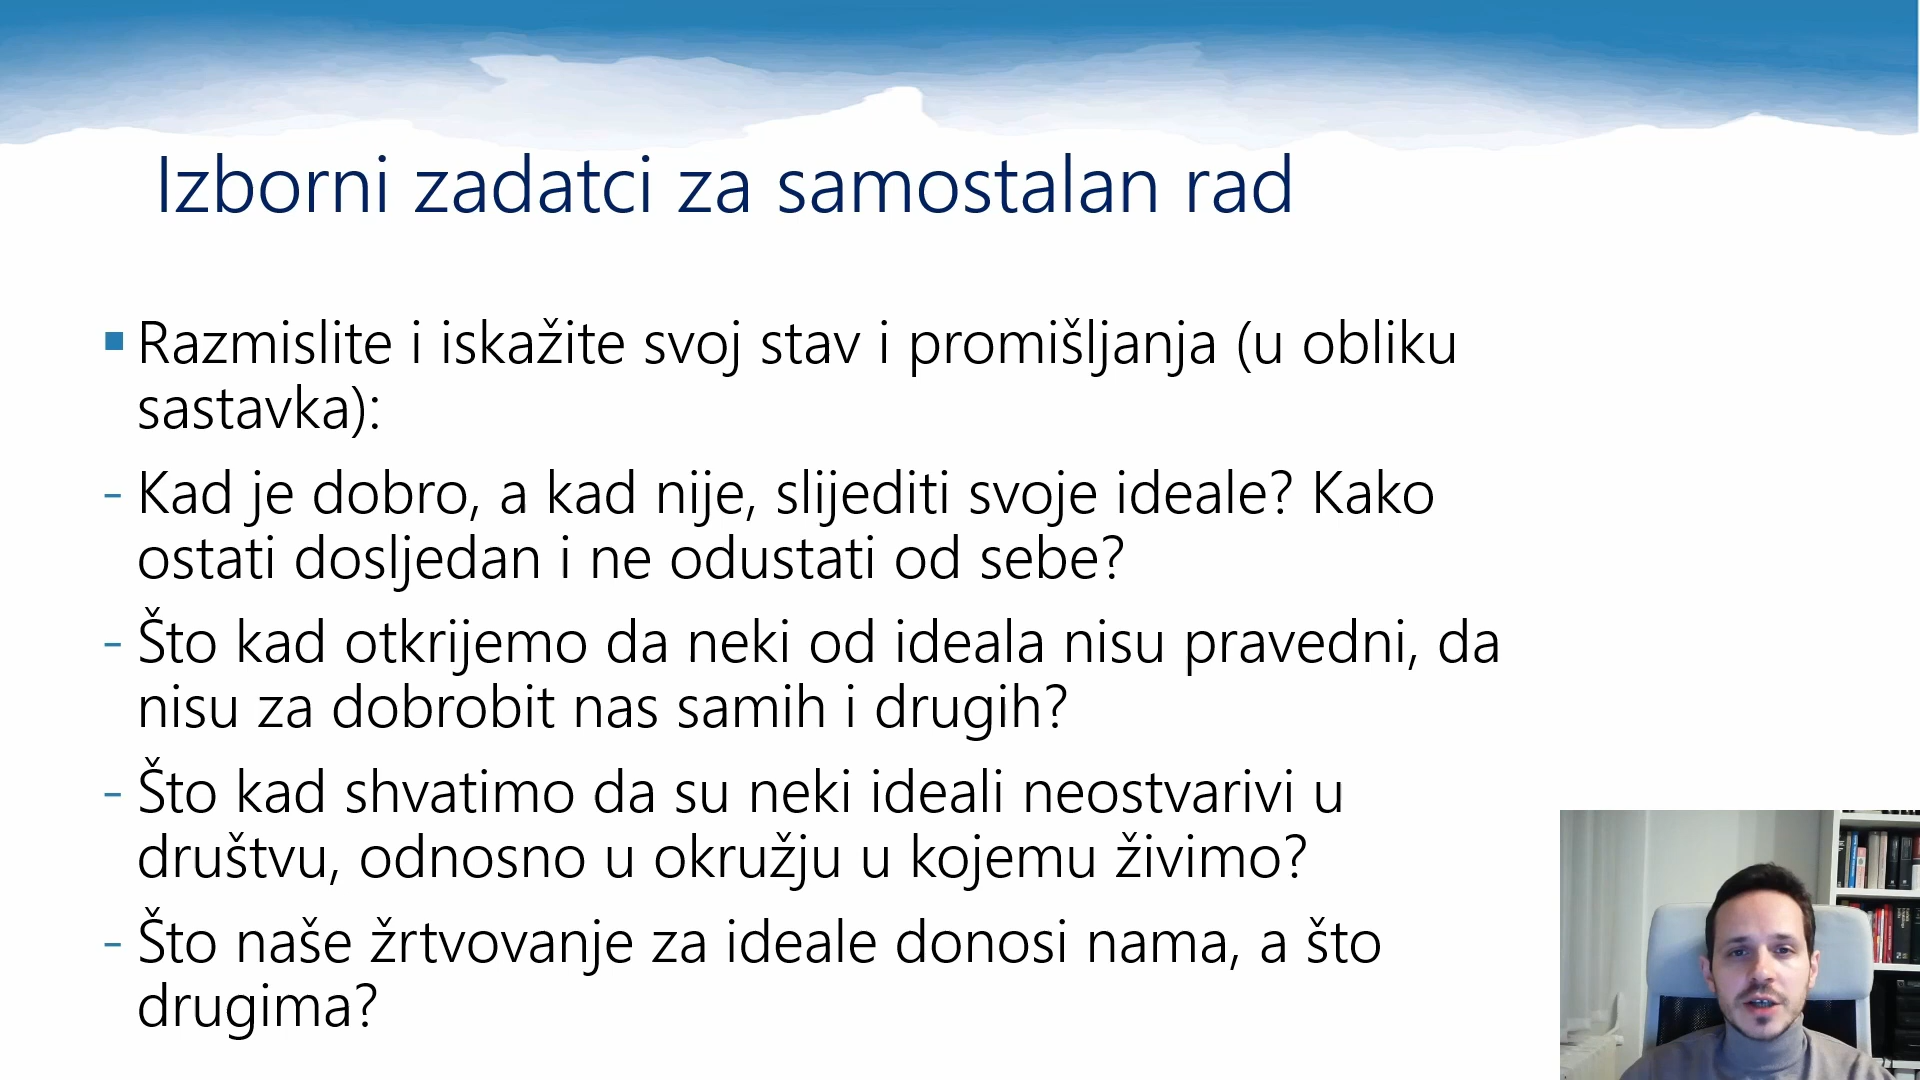 Izborni zadatci za samostalan rad
▪ Razmislite i iskažite svoj stav i promišljanja (u obliku
sastavka):
- Kad je dobro, a kad nije, slijediti svoje ideale? Kako
ostati dosljedan i ne odustati od sebe?
- Što kad otkrijemo da neki od ideala nisu pravedni, da
nisu za dobrobit nas samih i drugih?
- Što kad shvatimo da su neki ideali neostvarivi u
društvu, odnosno u okružju u kojemu živimo?
- Što naše žrtvovanje za ideale donosi nama, a što
drugima?